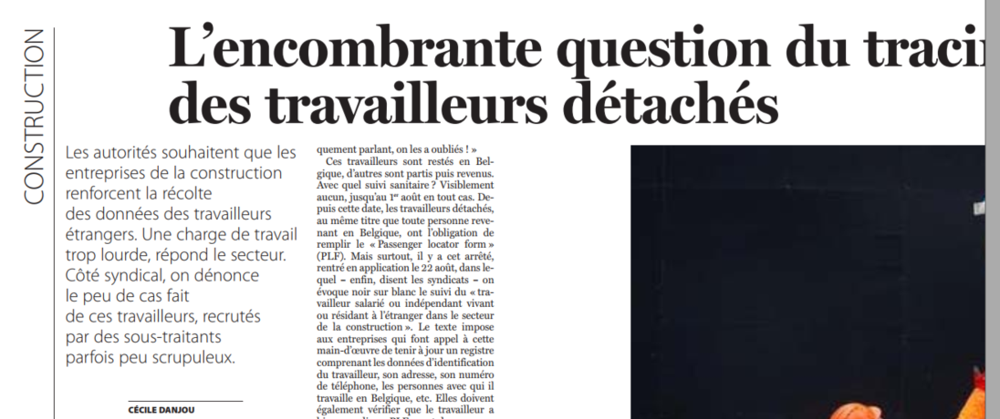 CONSTRUCTION
L’encombrante question du
des travailleurs détachés
Les autorités souhaitent que les
entreprises de la construction
renforcent la récolte
des données des travailleurs
étrangers. Une charge de travail
trop lourde, répond le secteur.
Côté syndical, on dénonce
le peu de cas fait
de ces travailleurs, recrutés
par des sous-traitants
parfois peu scrupuleux.
CÉCILE DANJOU
quement parlant, on les a oubliés ! »
Ces travailleurs sont restés en Bel-
gique, d’autres sont partis puis revenus.
Avec quel suivi sanitaire ? Visiblement
aucun, jusqu’au 1er août en tout cas. De-
puis cette date, les travailleurs détachés,
au même titre que toute personne reve-
nant en Belgique, ont l’obligation de
remplir le « Passenger locator form »
(PLF). Mais surtout, il y a cet arrêté,
rentré en application le 22 août, dans le-
quel – enfin, disent les syndicats – on
évoque noir sur blanc le suivi du « tra-
vailleur salarié ou indépendant vivant
ou résidant à l’étranger dans le secteur
de la construction ». Le texte impose
aux entreprises qui font appel à cette
main-d’œuvre de tenir à jour un registre
comprenant les données d’identification
du travailleur, son adresse, son numéro
de téléphone, les personnes avec qui il
travaille en Belgique, etc. Elles doivent
également vérifier que le travailleur a